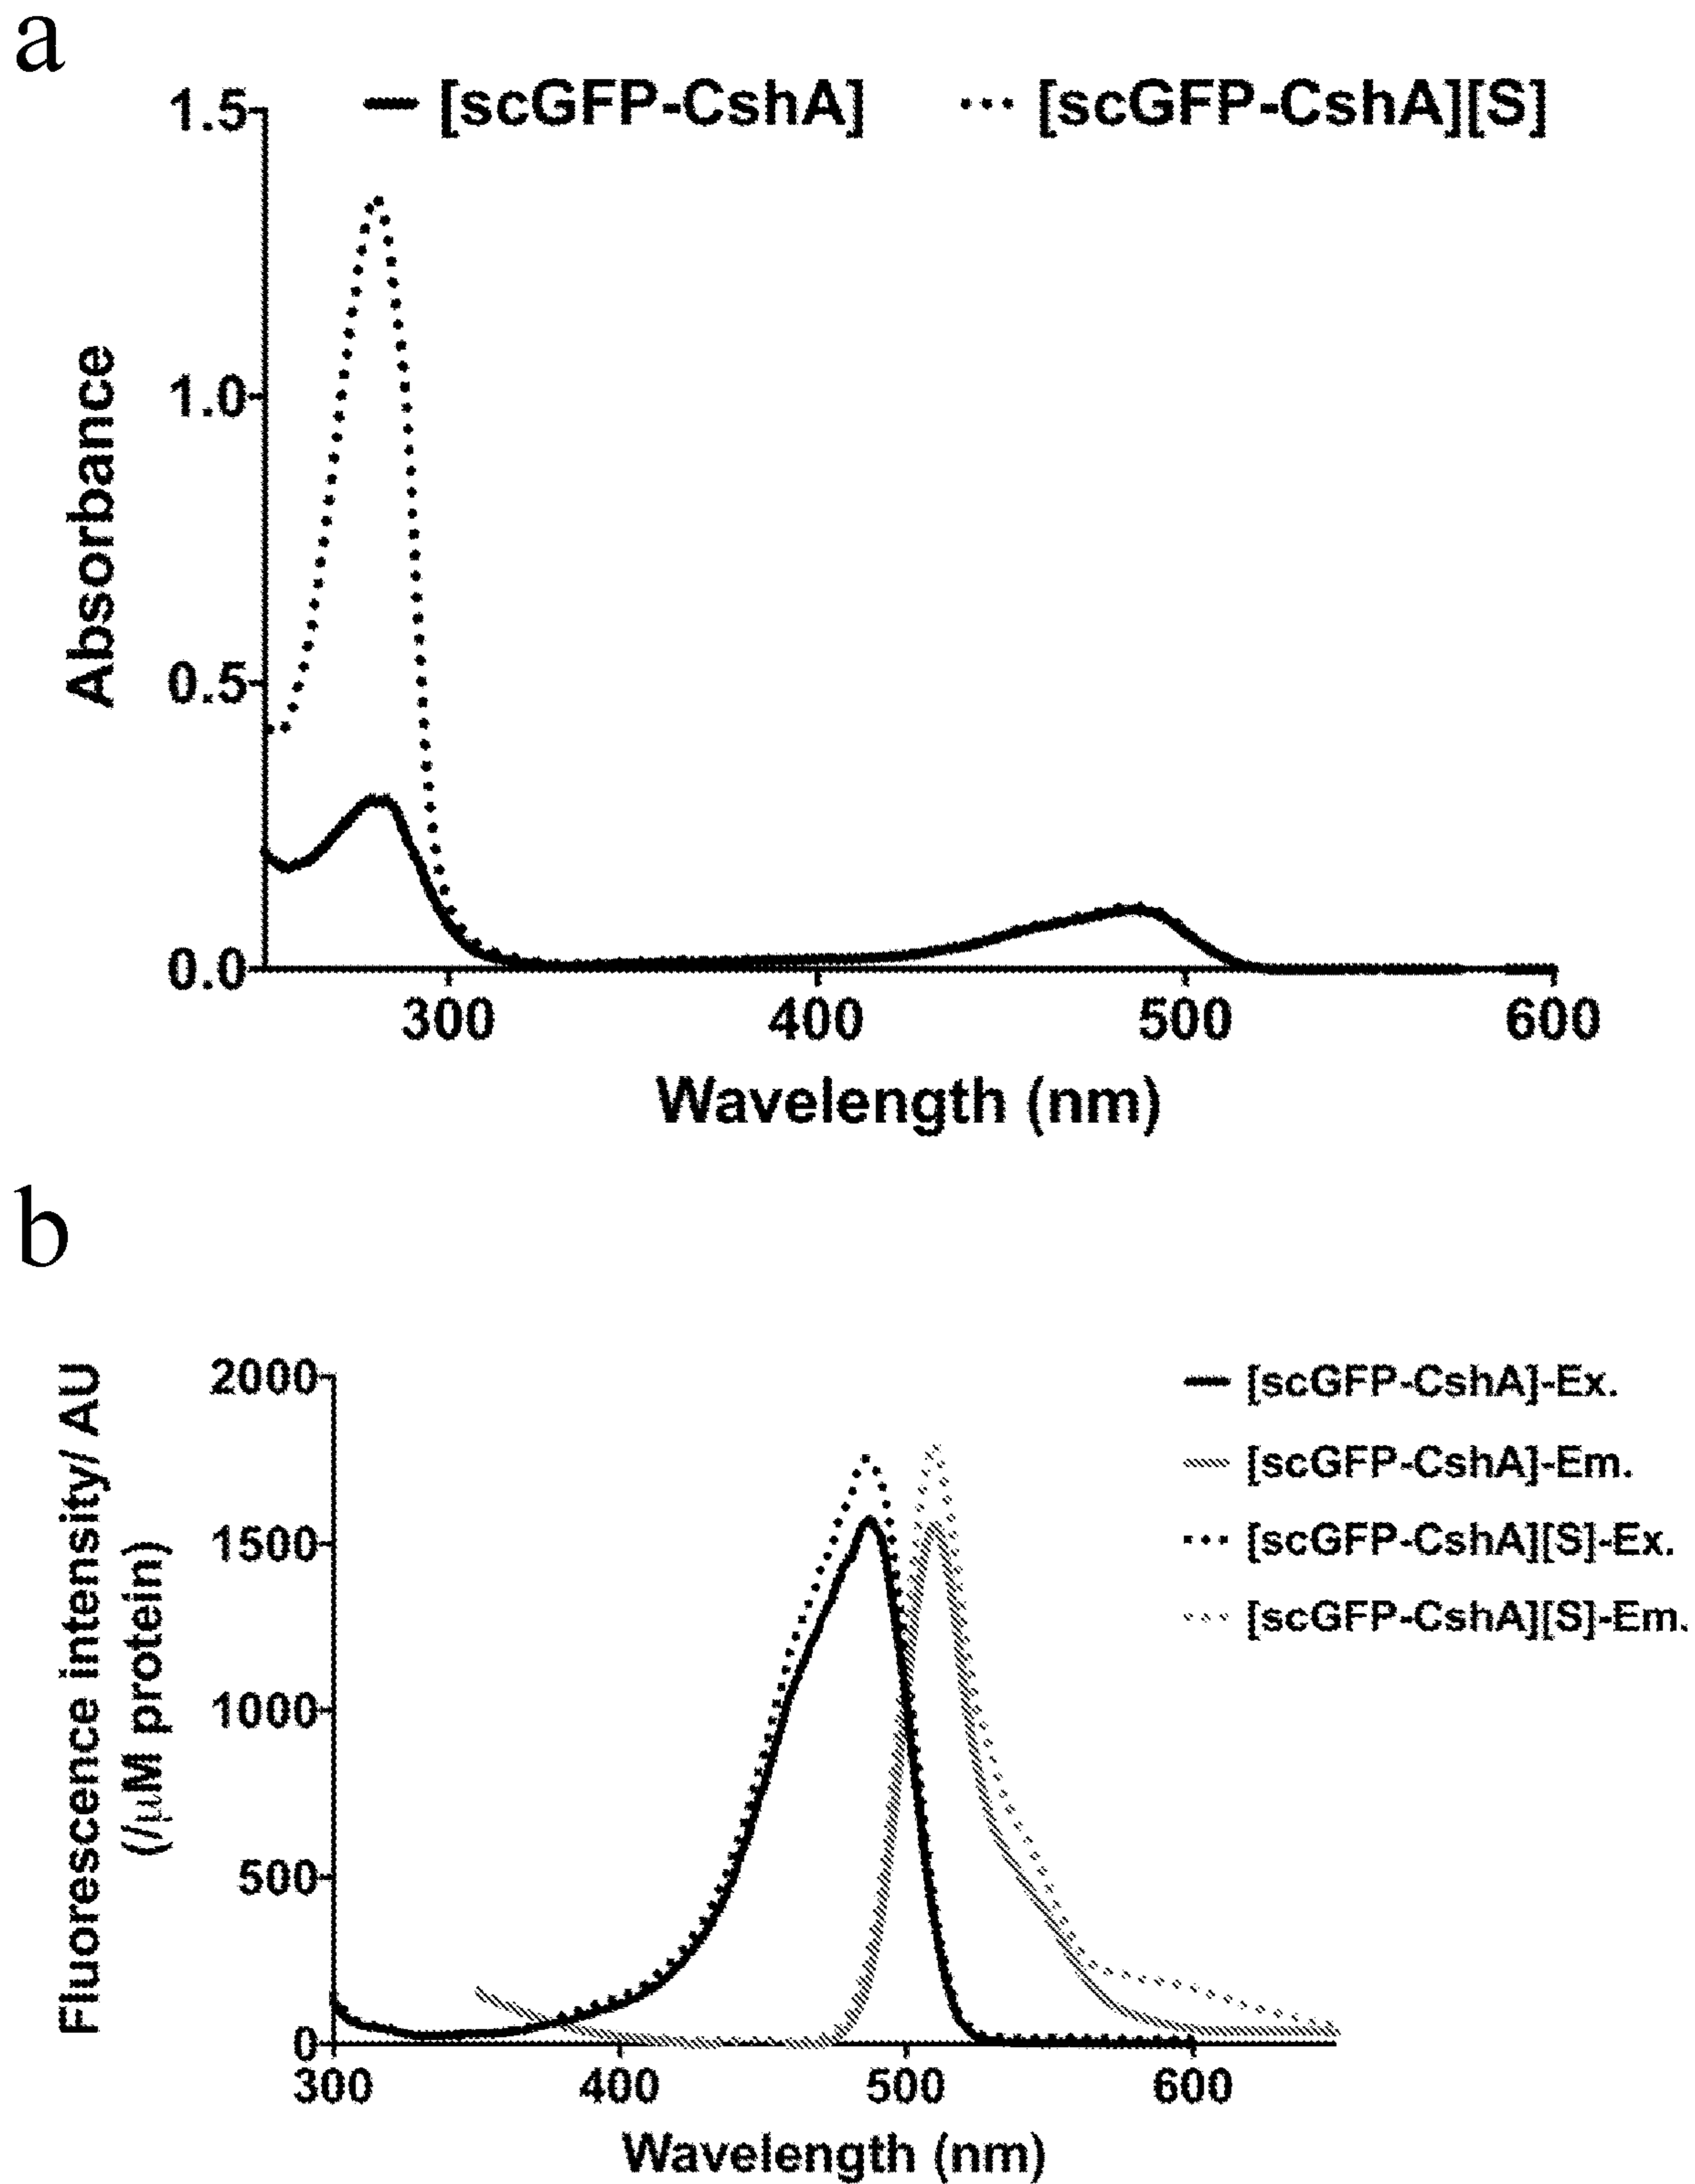 a
[scGFP-CshA] [scGFP-CshA][S]
1.5
1.0
0.5
0.0
Absorbance
300 400 500 600
Wavelength (nm)
b
2000
1500
1000
500
0
Fluorescence intensity/ AU
(/μM protein)
[scGFP-CshA]-Ex.
[scGFP-CshA]-Em.
[scGFP-CshA][S]-Ex.
[scGFP-CshA][S]-Em.
300 400 500 600
Wavelength (nm)